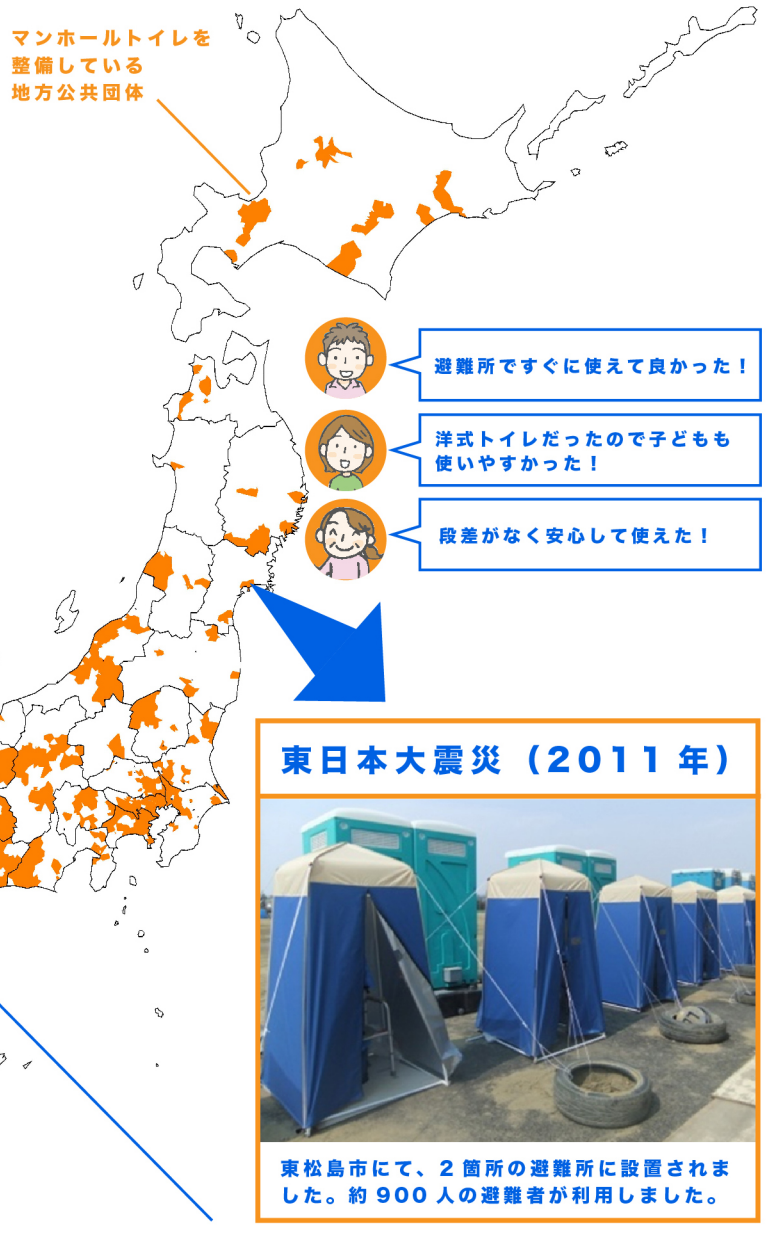 マンホールトイレを
整備している
地方公共団体
避難所ですぐに使えて良かった！
洋式トイレだったので子どもも
使いやすかった！
段差がなく安心して使えた！
東日本大震災（2011年）
東松島市にて、2箇所の避難所に設置されま
した。約900人の避難者が利用しました。